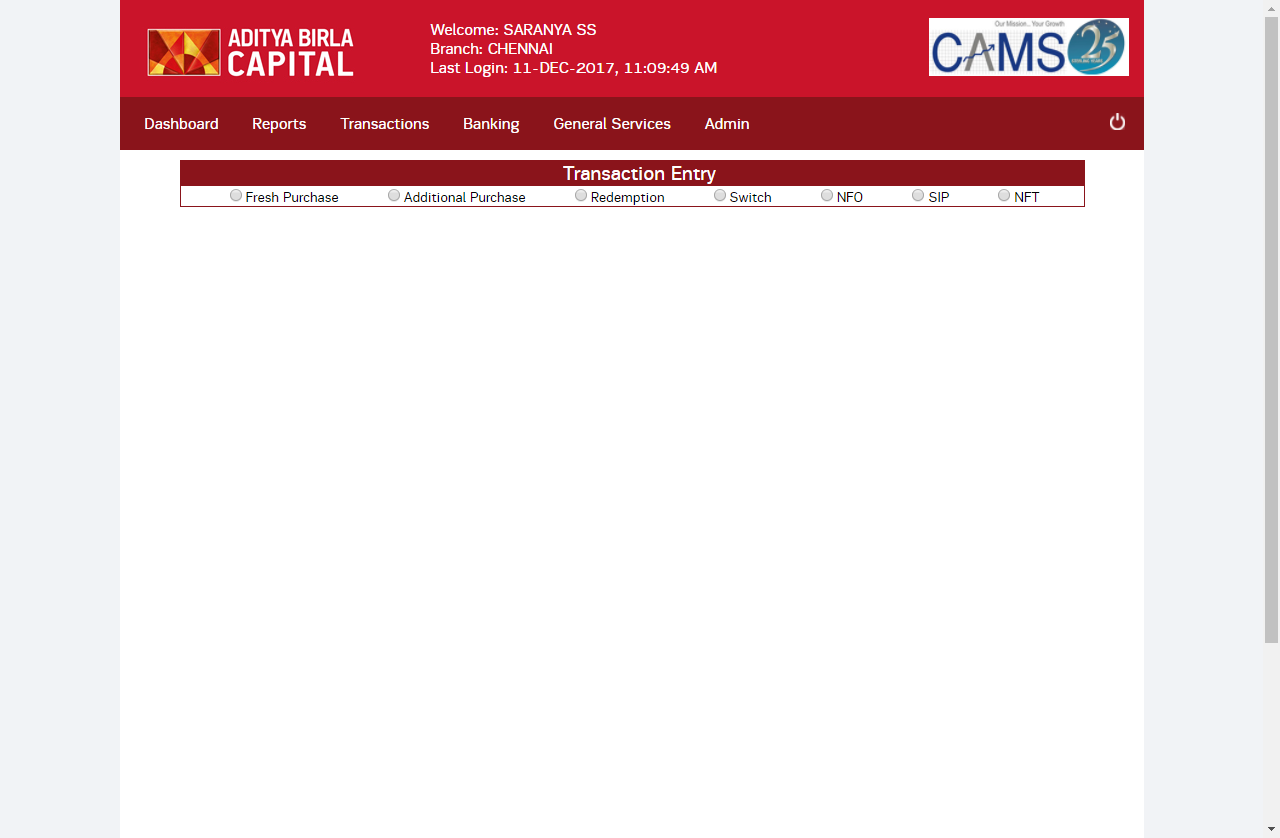 ADITYA BIRLA
CAPITAL
Welcome: SARANYA SS
Branch: CHENNAI
Last Login: 11-DEC-2017, 11:09:49 AM
Our Mission... Your Growth
CAMS 25
Dashboard Reports Transactions Banking General Services Admin
Transaction Entry
Fresh Purchase Additional Purchase Redemption Switch NFO SIP NFT